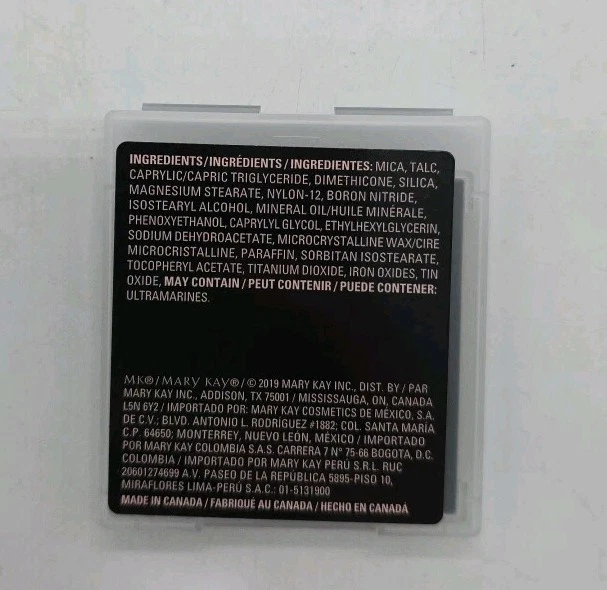 INGREDIENTS/INGRÉDIENTS / INGREDIENTES: MICA, TALC,
CAPRYLIC/CAPRIC TRIGLYCERIDE, DIMETHICONE, SILICA,
MAGNESIUM STEARATE, NYLON-12, BORON NITRIDE,
ISOSTEARYL ALCOHOL, MINERAL OIL/HUILE MINÉRALE,
PHENOXYETHANOL, CAPRYLYL GLYCOL, ETHYLHEXYLGLYCERIN,
SODIUM DEHYDROACETATE, MICROCRYSTALLINE WAX/CIRE
MICROCRISTALLINE, PARAFFIN, SORBITAN ISOSTEARATE,
TOCOPHERYL ACETATE, TITANIUM DIOXIDE, IRON OXIDES, TIN
OXIDE, MAY CONTAIN / PEUT CONTENIR / PUEDE CONTENER:
ULTRAMARINES.
MK®/MARY KAY®/© 2019 MARY KAY INC., DIST. BY / PAR
MARY KAY INC., ADDISON, TX 75001 / MISSISSAUGA, ON, CANADA
L5N 6Y2 / IMPORTADO POR: MARY KAY COSMETICS DE MÉXICO, S.A.
DE C.V.; BLVD. ANTONIO L. RODRÍGUEZ #1882; COL. SANTA MARÍA
C.P. 64650; MONTERREY, NUEVO LEÓN, MÉXICO / IMPORTADO
POR MARY KAY COLOMBIA S.A.S. CARRERA 7 N° 75-66 BOGOTA, D.C.
COLOMBIA / IMPORTADO POR MARY KAY PERÚ S.R.L. RUC
20601274699 A.V. PASEO DE LA REPÚBLICA 5895-PISO 10,
MIRAFLORES LIMA-PERÚ S.A.C.: 01-5131900
MADE IN CANADA / FABRIQUÉ AU CANADA / HECHO EN CANADÁ